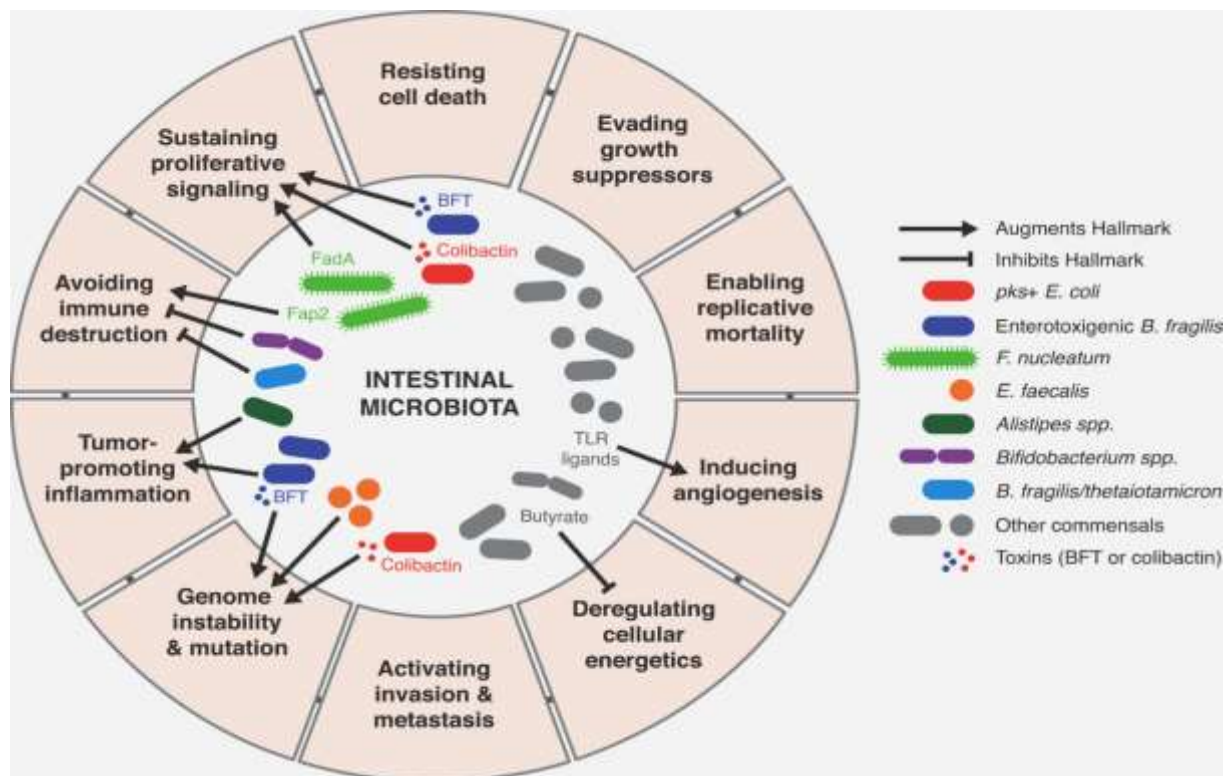 Resisting
cell death
Evading
growth
suppressors
Enabling
replicative
mortality
Inducing
angiogenesis
Deregulating
cellular
energetics
Activating
invasion &
metastasis
Genome
instability
& mutation
Tumor-
promoting
inflammation
Avoiding
immune
destruction
Sustaining
proliferative
signaling
BFT
Colibactin
FadA
Fap2
INTESTINAL
MICROBIOTA
TLR
ligands
Butyrate
BFT
Colibactin
Augments Hallmark
Inhibits Hallmark
pks+ E. coli
Enterotoxigenic B. fragilis
F. nucleatum
E. faecalis
Alistipes spp.
Bifidobacterium spp.
B. fragilis/thetaiotamicron
Other commensals
Toxins (BFT or colibactin)